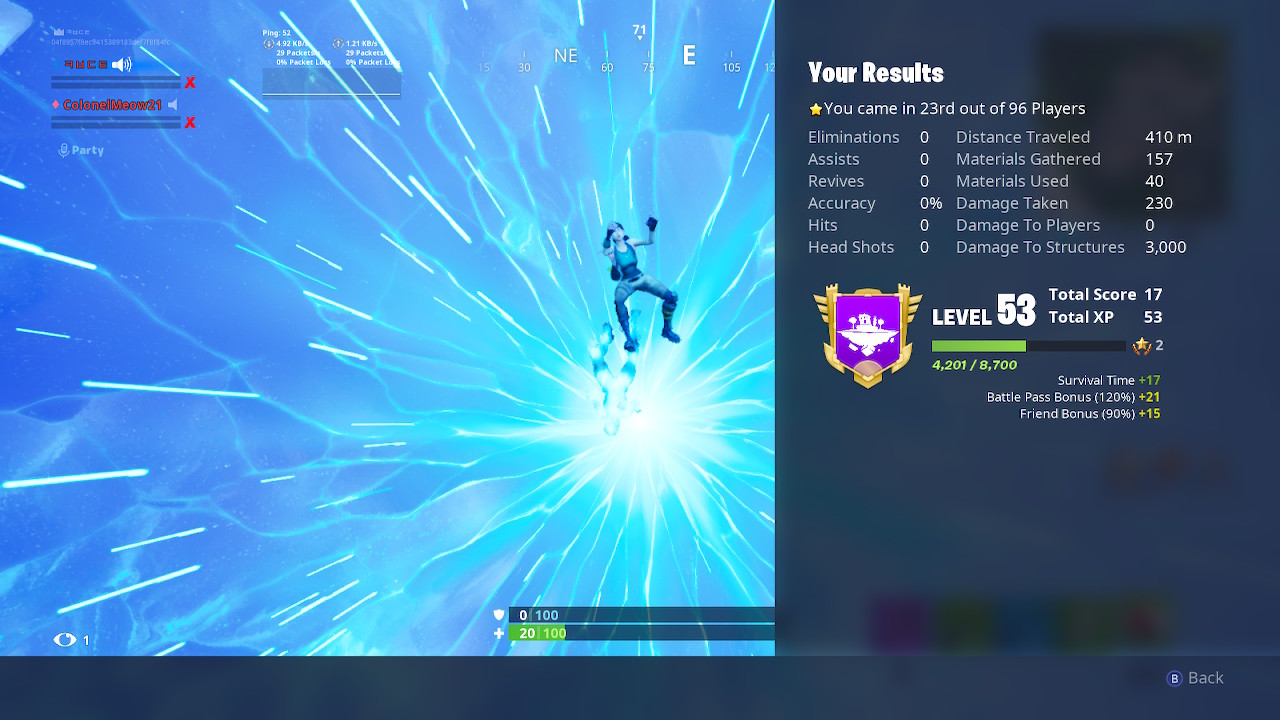 Ping: 52
4.92 KB/s 1.21 KB/s
29 Packets/s 29 Packets/s
0% Packet Loss 0% Packet Loss
ColonelMeow21
Party
71
15 30 NE 60 75 E 105
Your Results
You came in 23rd out of 96 Players
Eliminations 0 Distance Traveled 410 m
Assists 0 Materials Gathered 157
Revives 0 Materials Used 40
Accuracy 0% Damage Taken 230
Hits 0 Damage To Players 0
Head Shots 0 Damage To Structures 3,000
LEVEL 53
Total Score 17
Total XP 53
2
4,201 / 8,700
Survival Time +17
Battle Pass Bonus (120%) +21
Friend Bonus (90%) +15
0 | 100
20 | 100
1
B Back